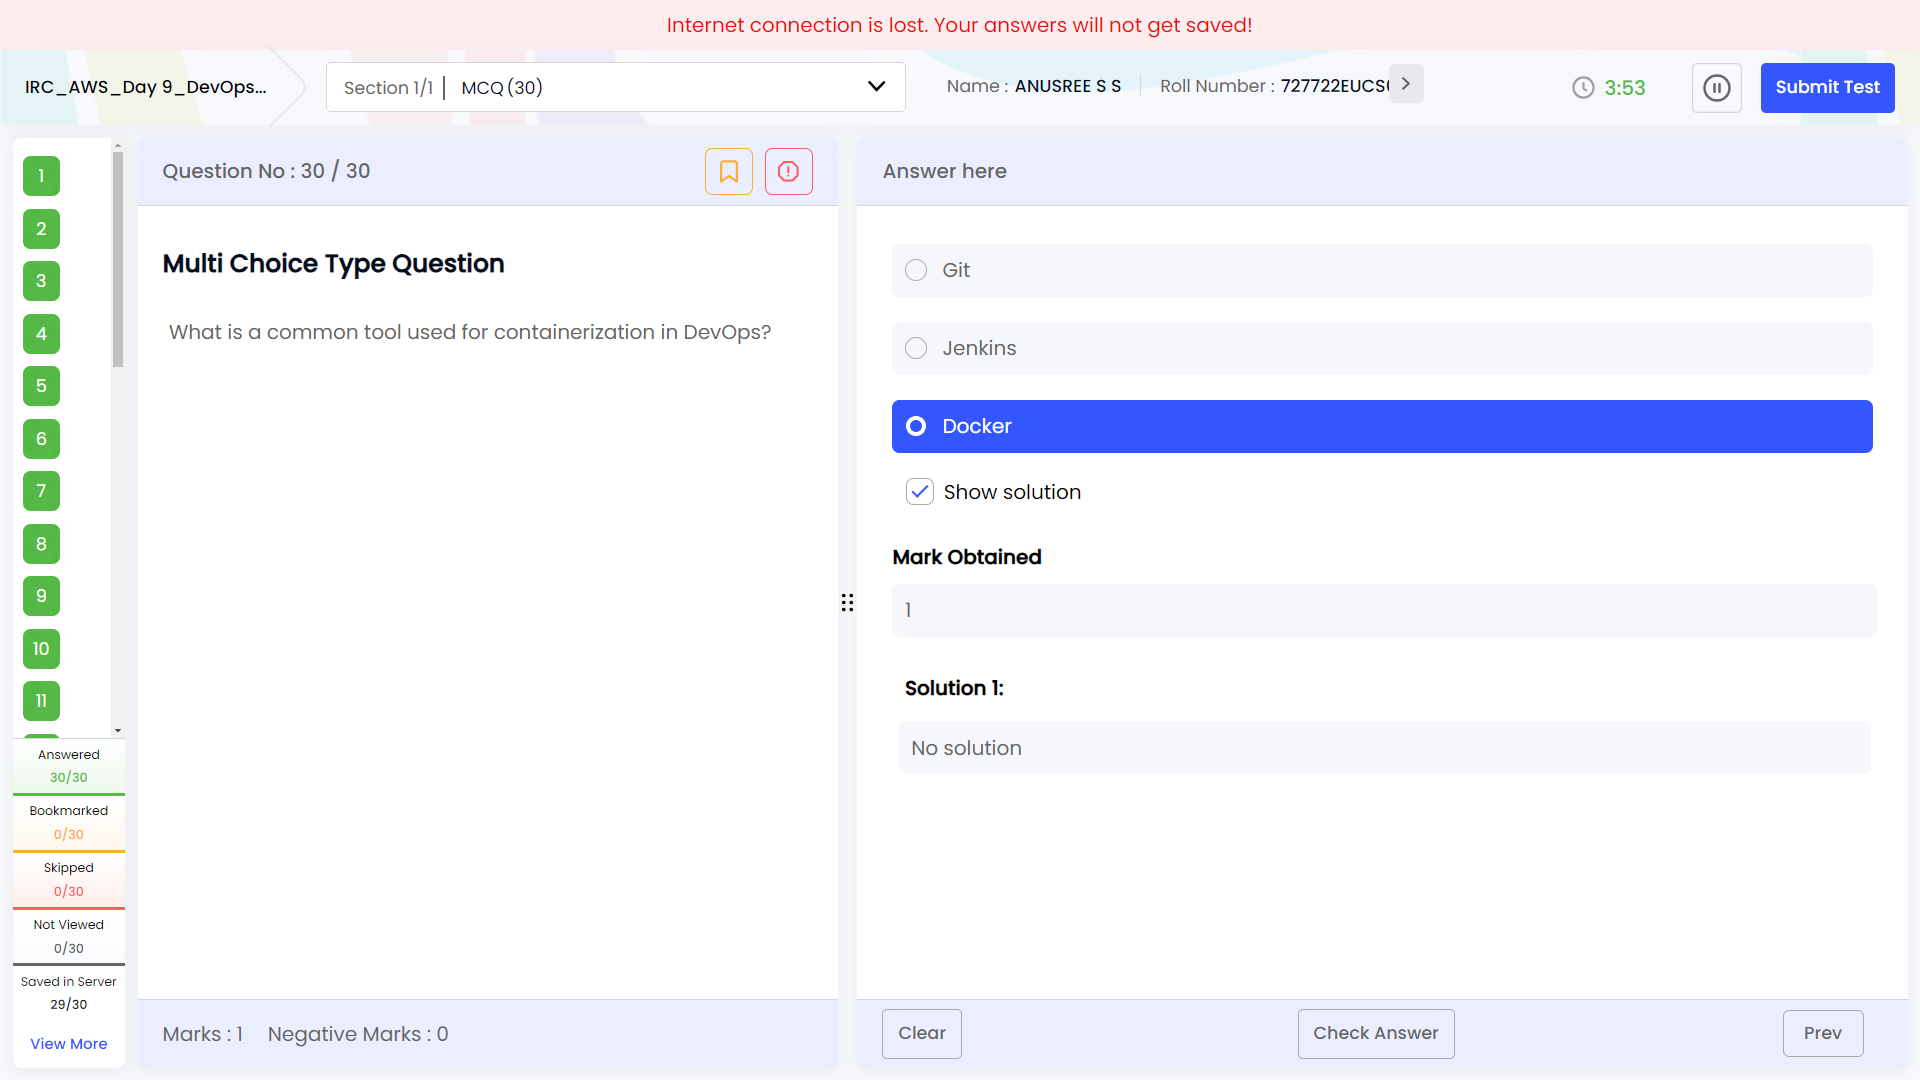 Internet connection is lost. Your answers will not get saved!
IRC_AWS_Day 9_DevOps...
Section 1/1 | MCQ (30)
Name : ANUSREE S S
Roll Number : 727722EUCS
3:53
Submit Test
1
2
3
4
5
6
7
8
9
10
11
Answered
30/30
Bookmarked
0/30
Skipped
0/30
Not Viewed
0/30
Saved in Server
29/30
View More
Question No : 30 / 30
Multi Choice Type Question
What is a common tool used for containerization in DevOps?
Marks : 1 Negative Marks : 0
Answer here
Git
Jenkins
Docker
Show solution
Mark Obtained
1
Solution 1:
No solution
Clear
Check Answer
Prev